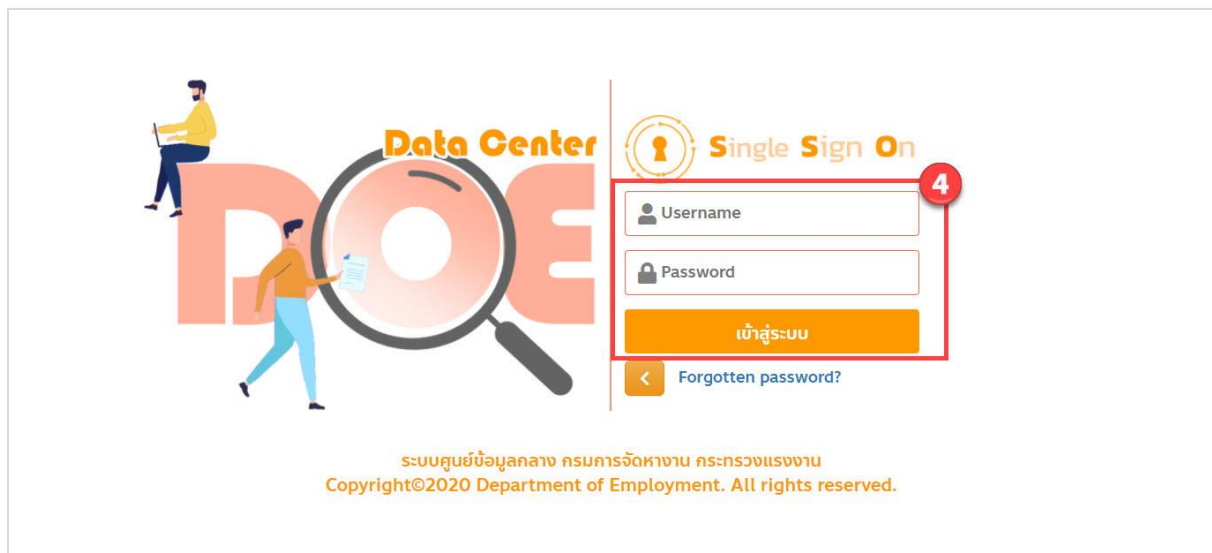 Data Center
DOE
Single Sign On
4
Username
Password
เข้าสู่ระบบ
Forgotten password?
ระบบศูนย์ข้อมูลกลาง กรมการจัดหางาน กระทรวงแรงงาน
Copyright©2020 Department of Employment. All rights reserved.